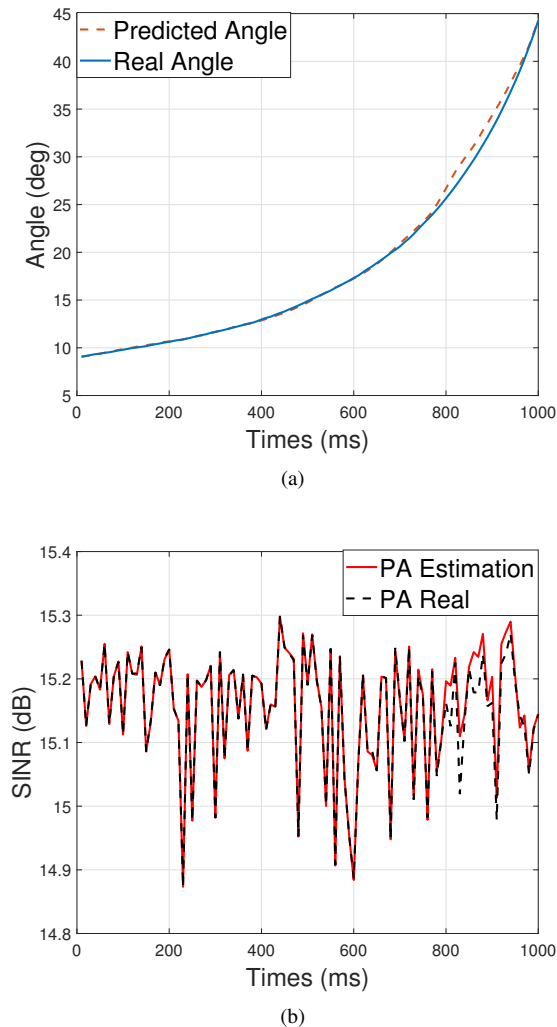 45
40
35
30
25
20
15
10
5
Angle (deg)
Predicted Angle
Real Angle
0 200 400 600 800 1000
Times (ms)
(a)
15.4
15.3
15.2
15.1
15
14.9
14.8
SINR (dB)
PA Estimation
PA Real
0 200 400 600 800 1000
Times (ms)
(b)